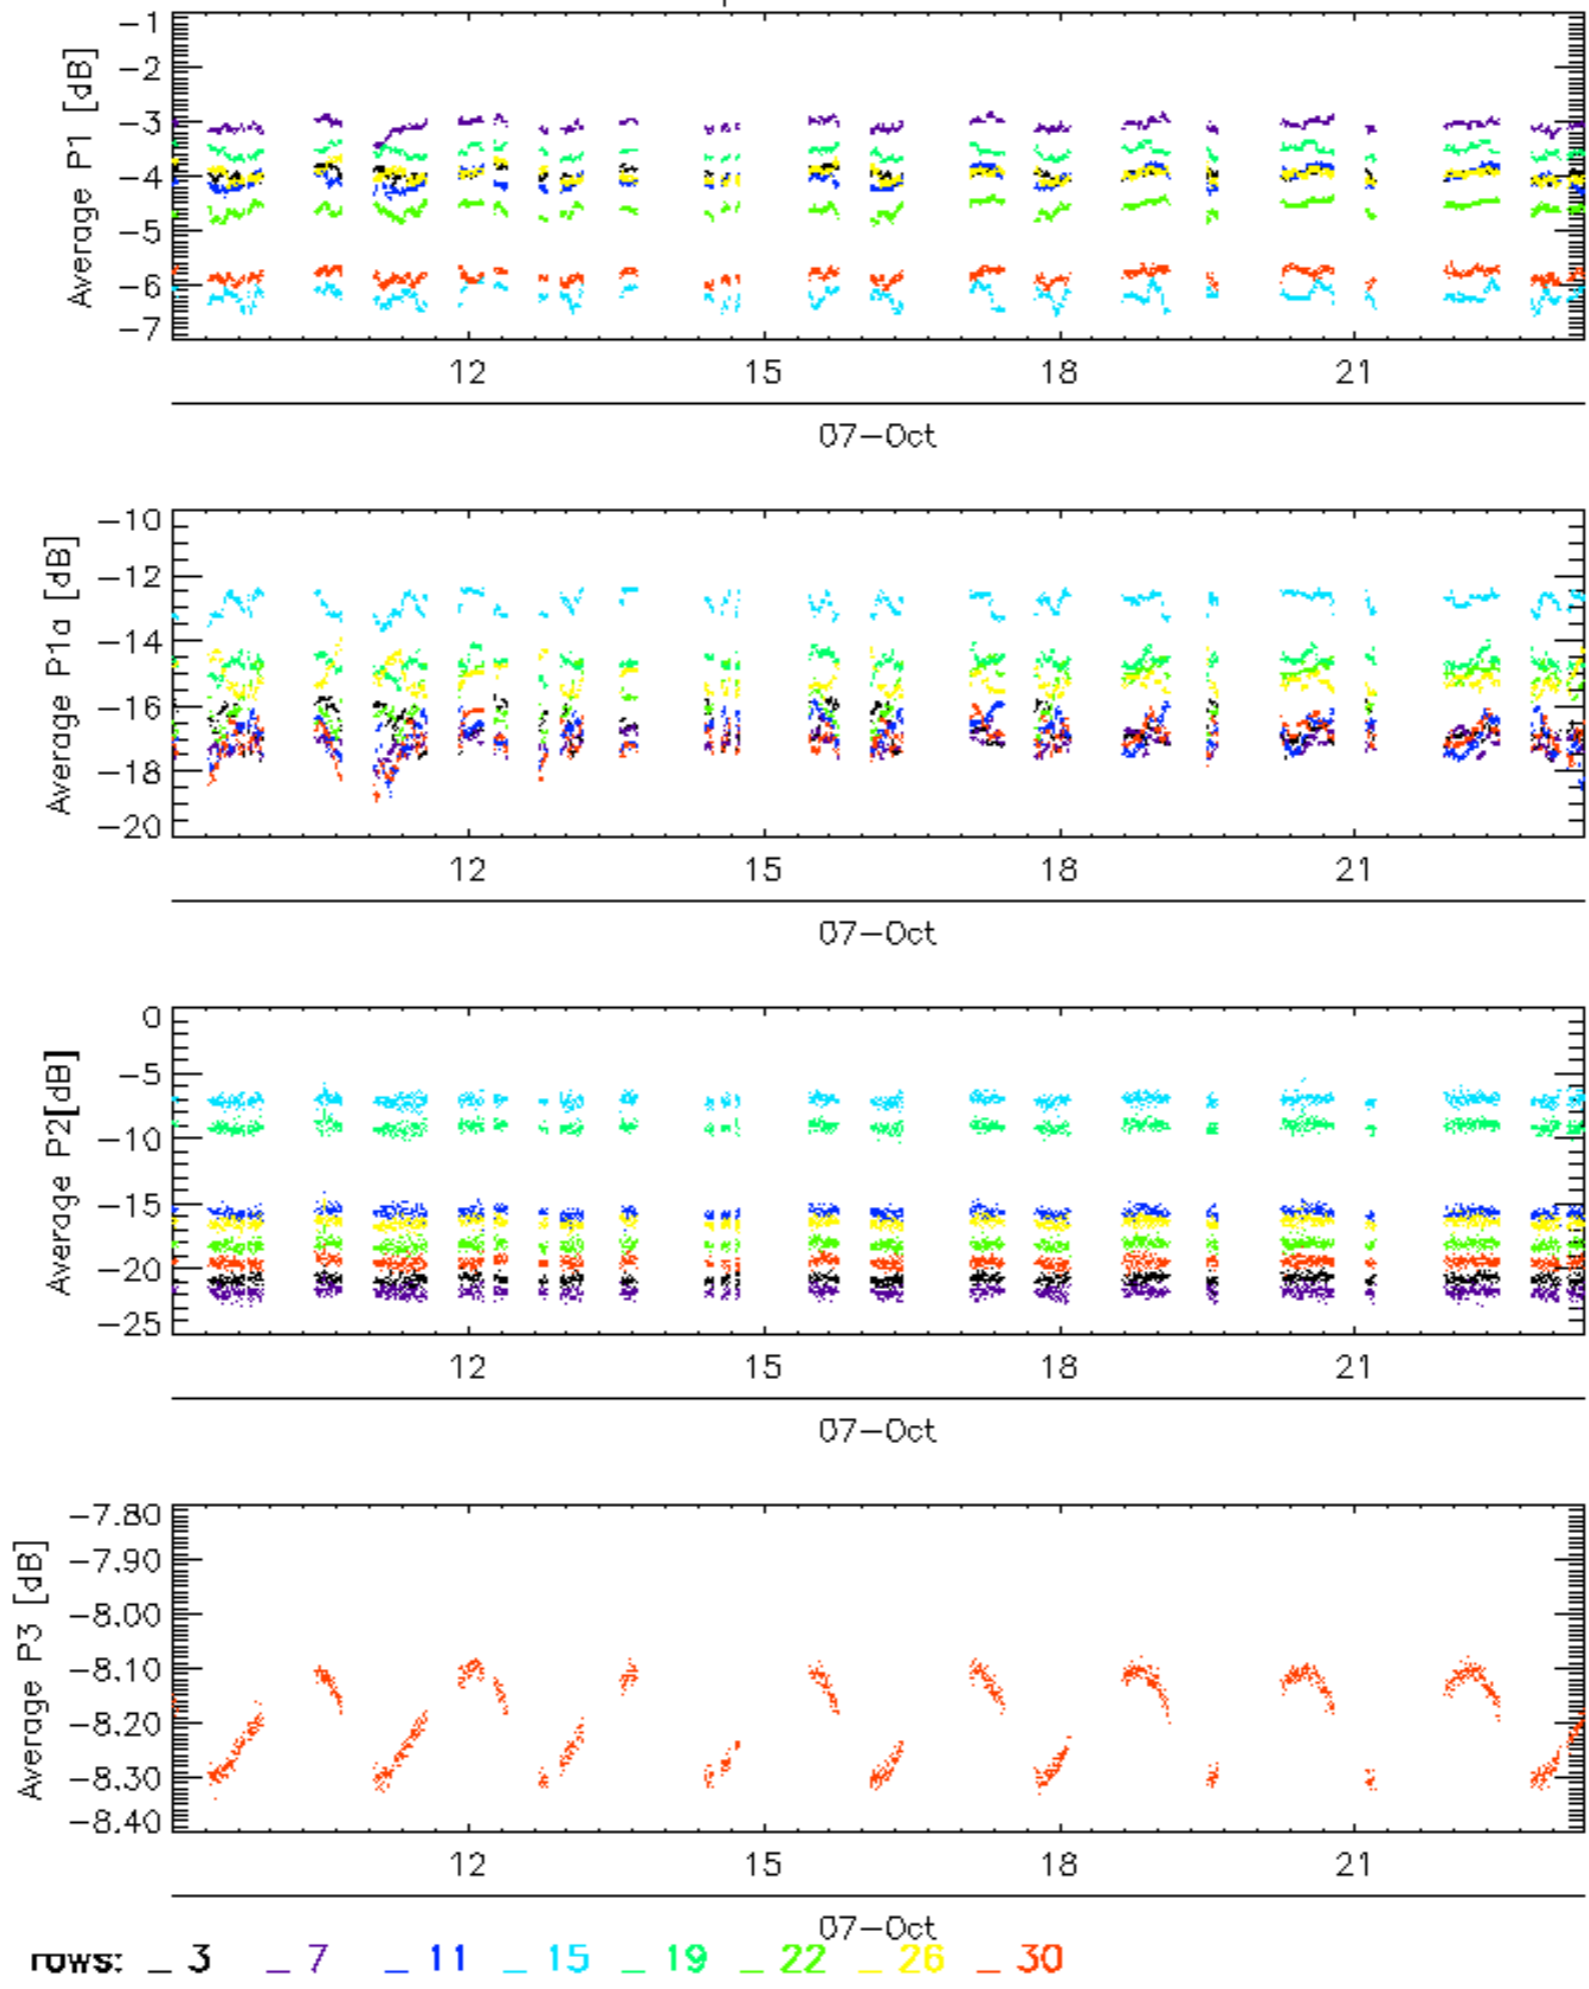 Average P1 [dB]
-1
-2
-3
-4
-5
-6
-7
12 15 18 21
07-Oct
Average P1a [dB]
-10
-12
-14
-16
-18
-20
12 15 18 21
07-Oct
Average P2[dB]
0
-5
-10
-15
-20
-25
12 15 18 21
07-Oct
Average P3 [dB]
-7.80
-7.90
-8.00
-8.10
-8.20
-8.30
-8.40
12 15 18 21
07-Oct
rows: _ 3 _ 7 _ 11 _ 15 _ 19 _ 22 _ 26 _ 30